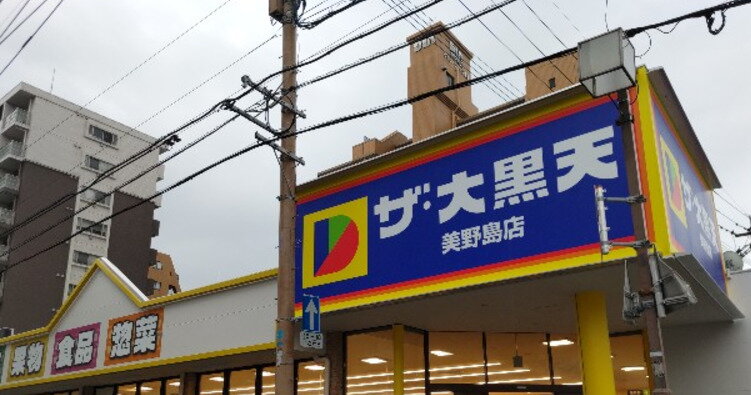 ザ・大黒天
美野島店
果物
食品
惣菜